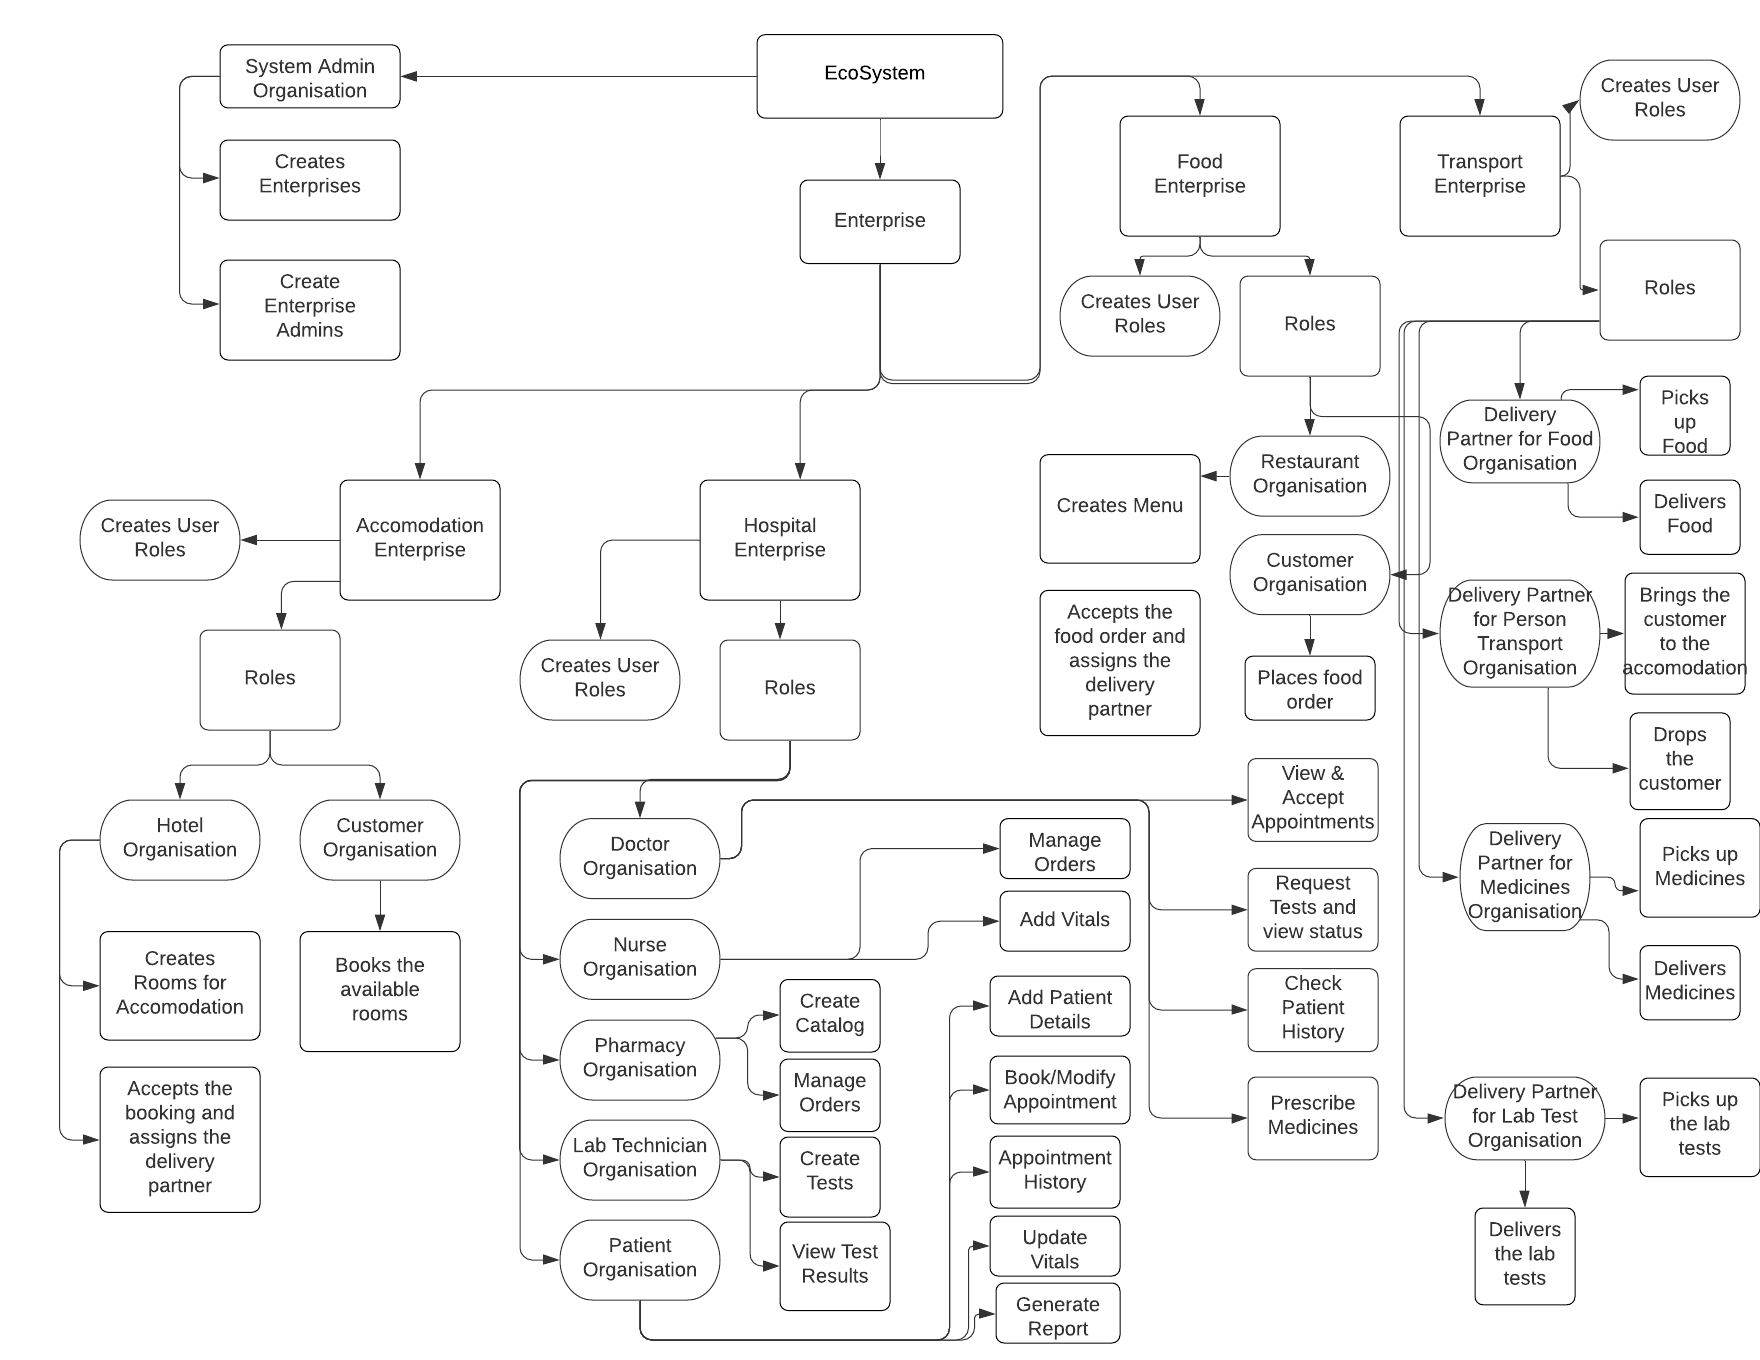 System Admin
Organisation
EcoSystem
Creates User
Roles
Creates
Enterprises
Food
Enterprise
Transport
Enterprise
Enterprise
Create
Enterprise
Admins
Creates User
Roles
Roles
Roles
Picks
up
Food
Delivery
Partner for Food
Organisation
Restaurant
Organisation
Creates Menu
Delivers
Food
Creates User
Roles
Accomodation
Enterprise
Hospital
Enterprise
Customer
Organisation
Delivery Partner
for Person
Transport
Organisation
Brings the
customer
to the
accomodation
Accepts the
food order and
assigns the
delivery
partner
Roles
Creates User
Roles
Roles
Places food
order
Drops
the
customer
View &
Accept
Appointments
Hotel
Organisation
Customer
Organisation
Doctor
Organisation
Manage
Orders
Delivery
Partner for
Medicines
Organisation
Picks up
Medicines
Request
Tests and
view status
Add Vitals
Nurse
Organisation
Creates
Rooms for
Accomodation
Books the
available
rooms
Delivers
Medicines
Check
Patient
History
Create
Catalog
Add Patient
Details
Pharmacy
Organisation
Manage
Orders
Book/Modify
Appointment
Prescribe
Medicines
Delivery Partner
for Lab Test
Organisation
Picks up
the lab
tests
Accepts the
booking and
assigns the
delivery
partner
Lab Technician
Organisation
Create
Tests
Appointment
History
Patient
Organisation
View Test
Results
Update
Vitals
Delivers
the lab
tests
Generate
Report